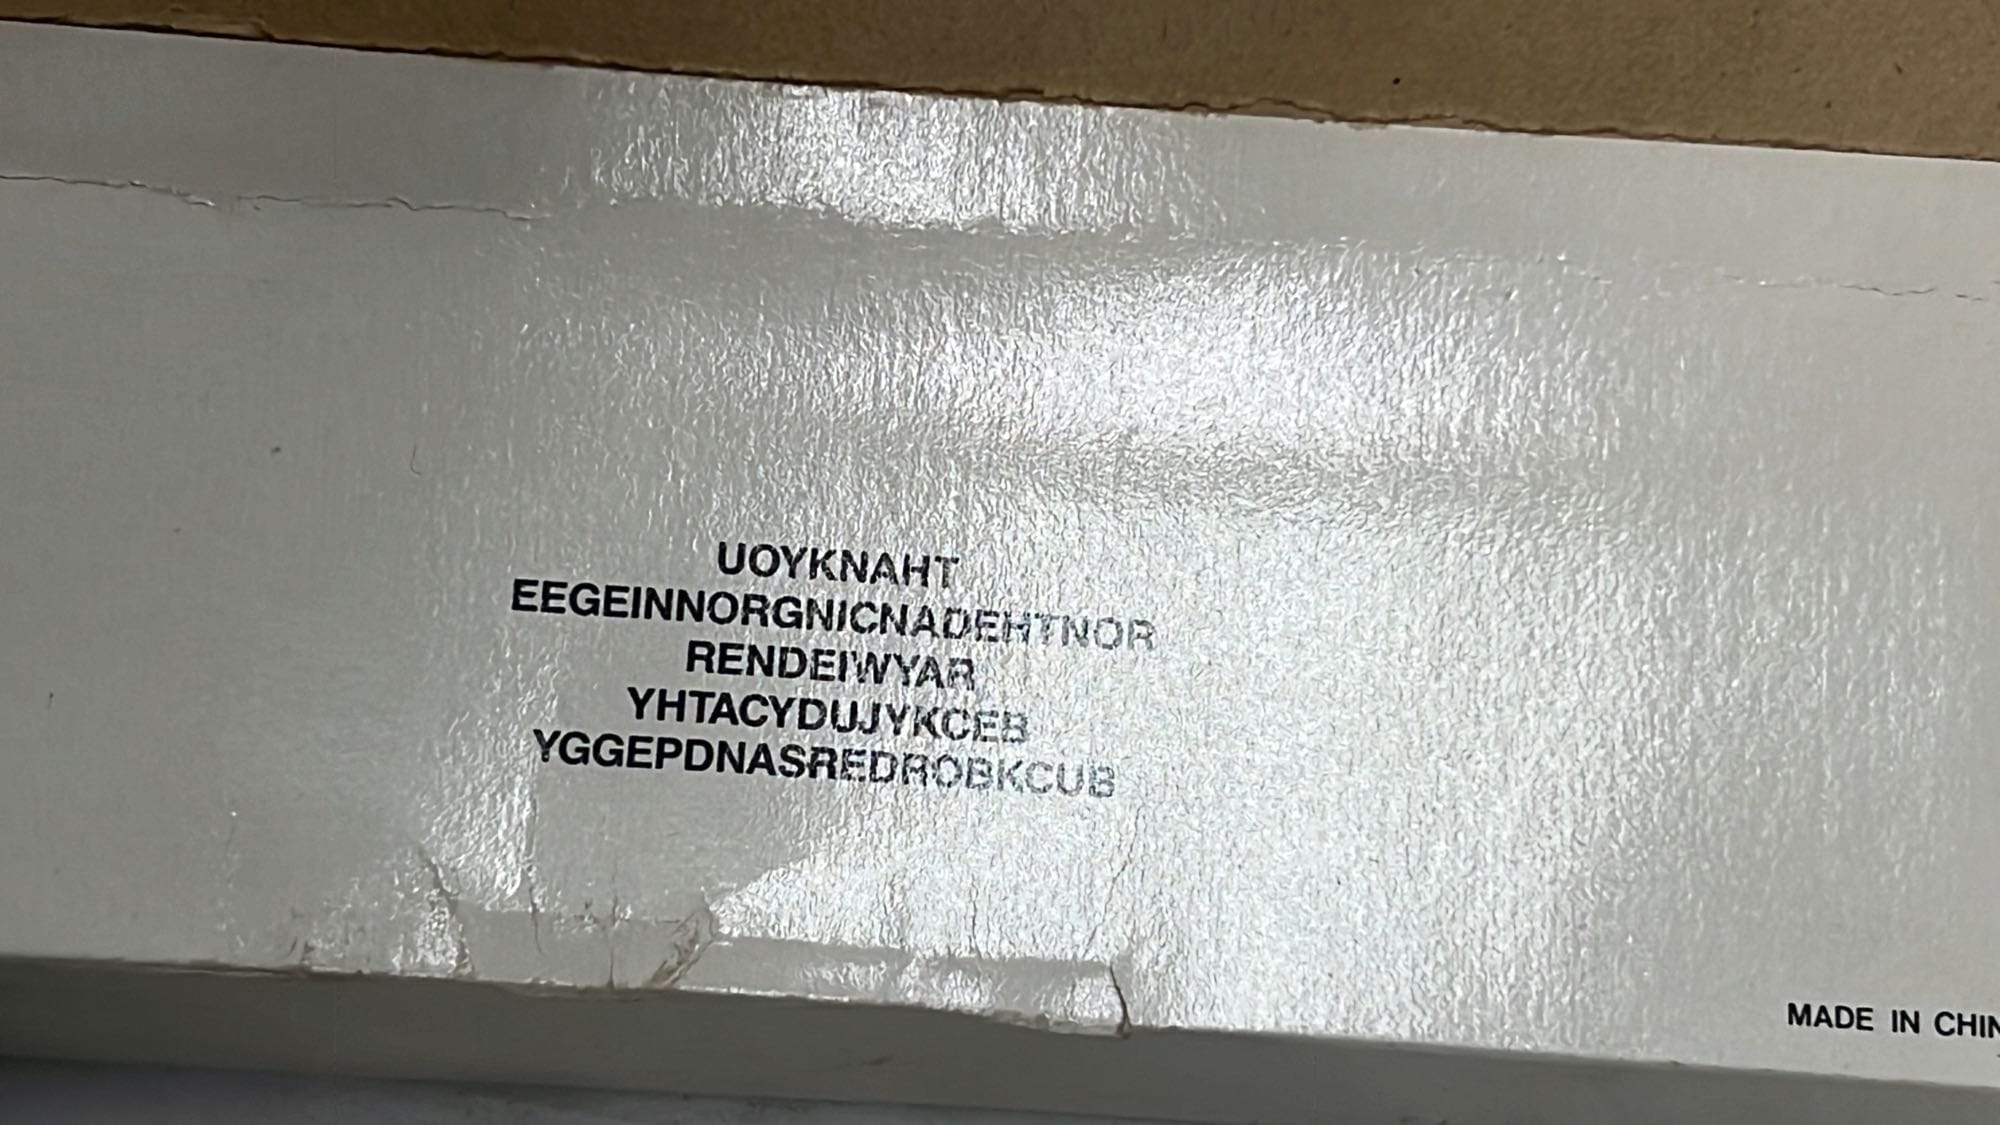 UOYKNAHT
EEGEINNORGNICNADEHTNOR
RENDEIWYAR
YHTACYDUJYKCEB
YGGEPDNASREDROBKCUB
MADE IN CHIN